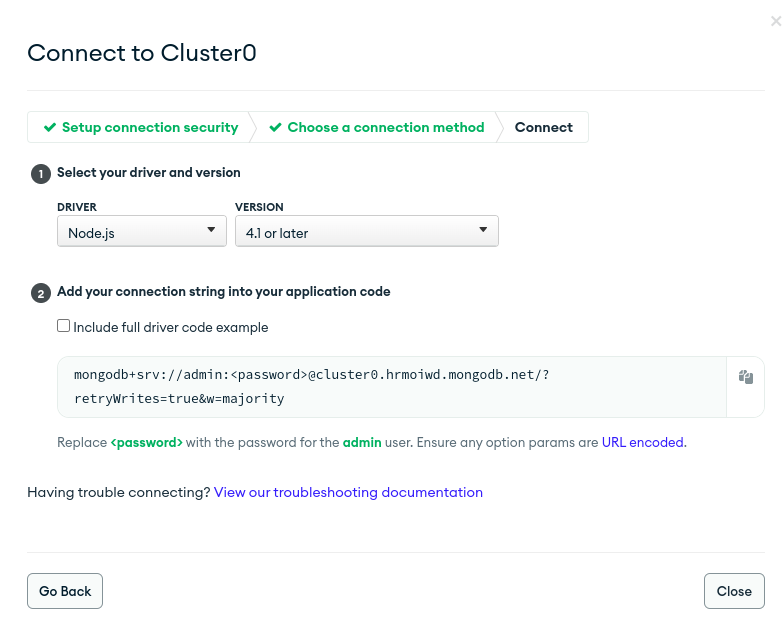 Connect to Cluster0
Setup connection security
Choose a connection method
Connect
1 Select your driver and version
DRIVER
VERSION
Node.js
4.1 or later
2 Add your connection string into your application code
Include full driver code example
mongodb+srv://admin:<password>@cluster0.hrmoiwd.mongodb.net/?
retryWrites=true&w=majority
Replace <password> with the password for the admin user. Ensure any option params are URL encoded.
Having trouble connecting? View our troubleshooting documentation
Go Back
Close